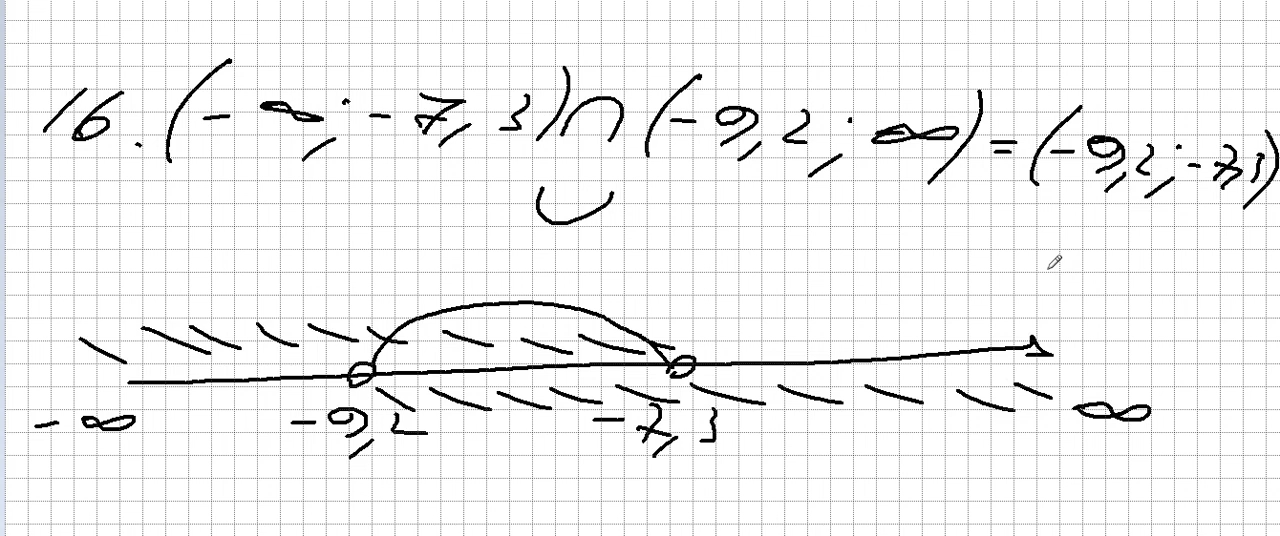 16. (-∞; -7,3) ∩ (-9,2; ∞) = (-9,2; -7,3)
∪
-∞ -9,2 -7,3 ∞